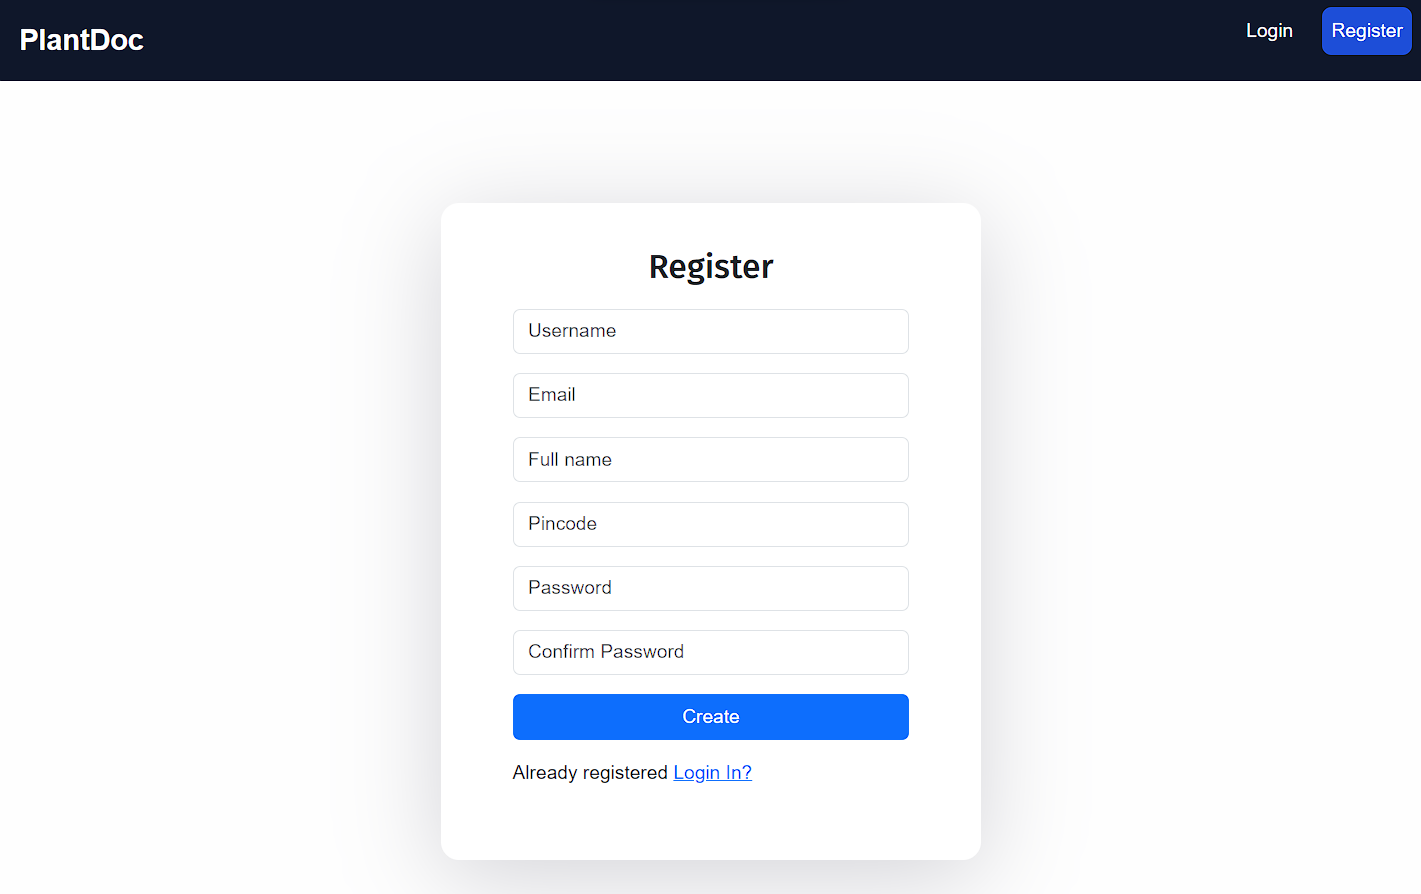 PlantDoc
Login
Register
Register
Username
Email
Full name
Pincode
Password
Confirm Password
Create
Already registered Login In?